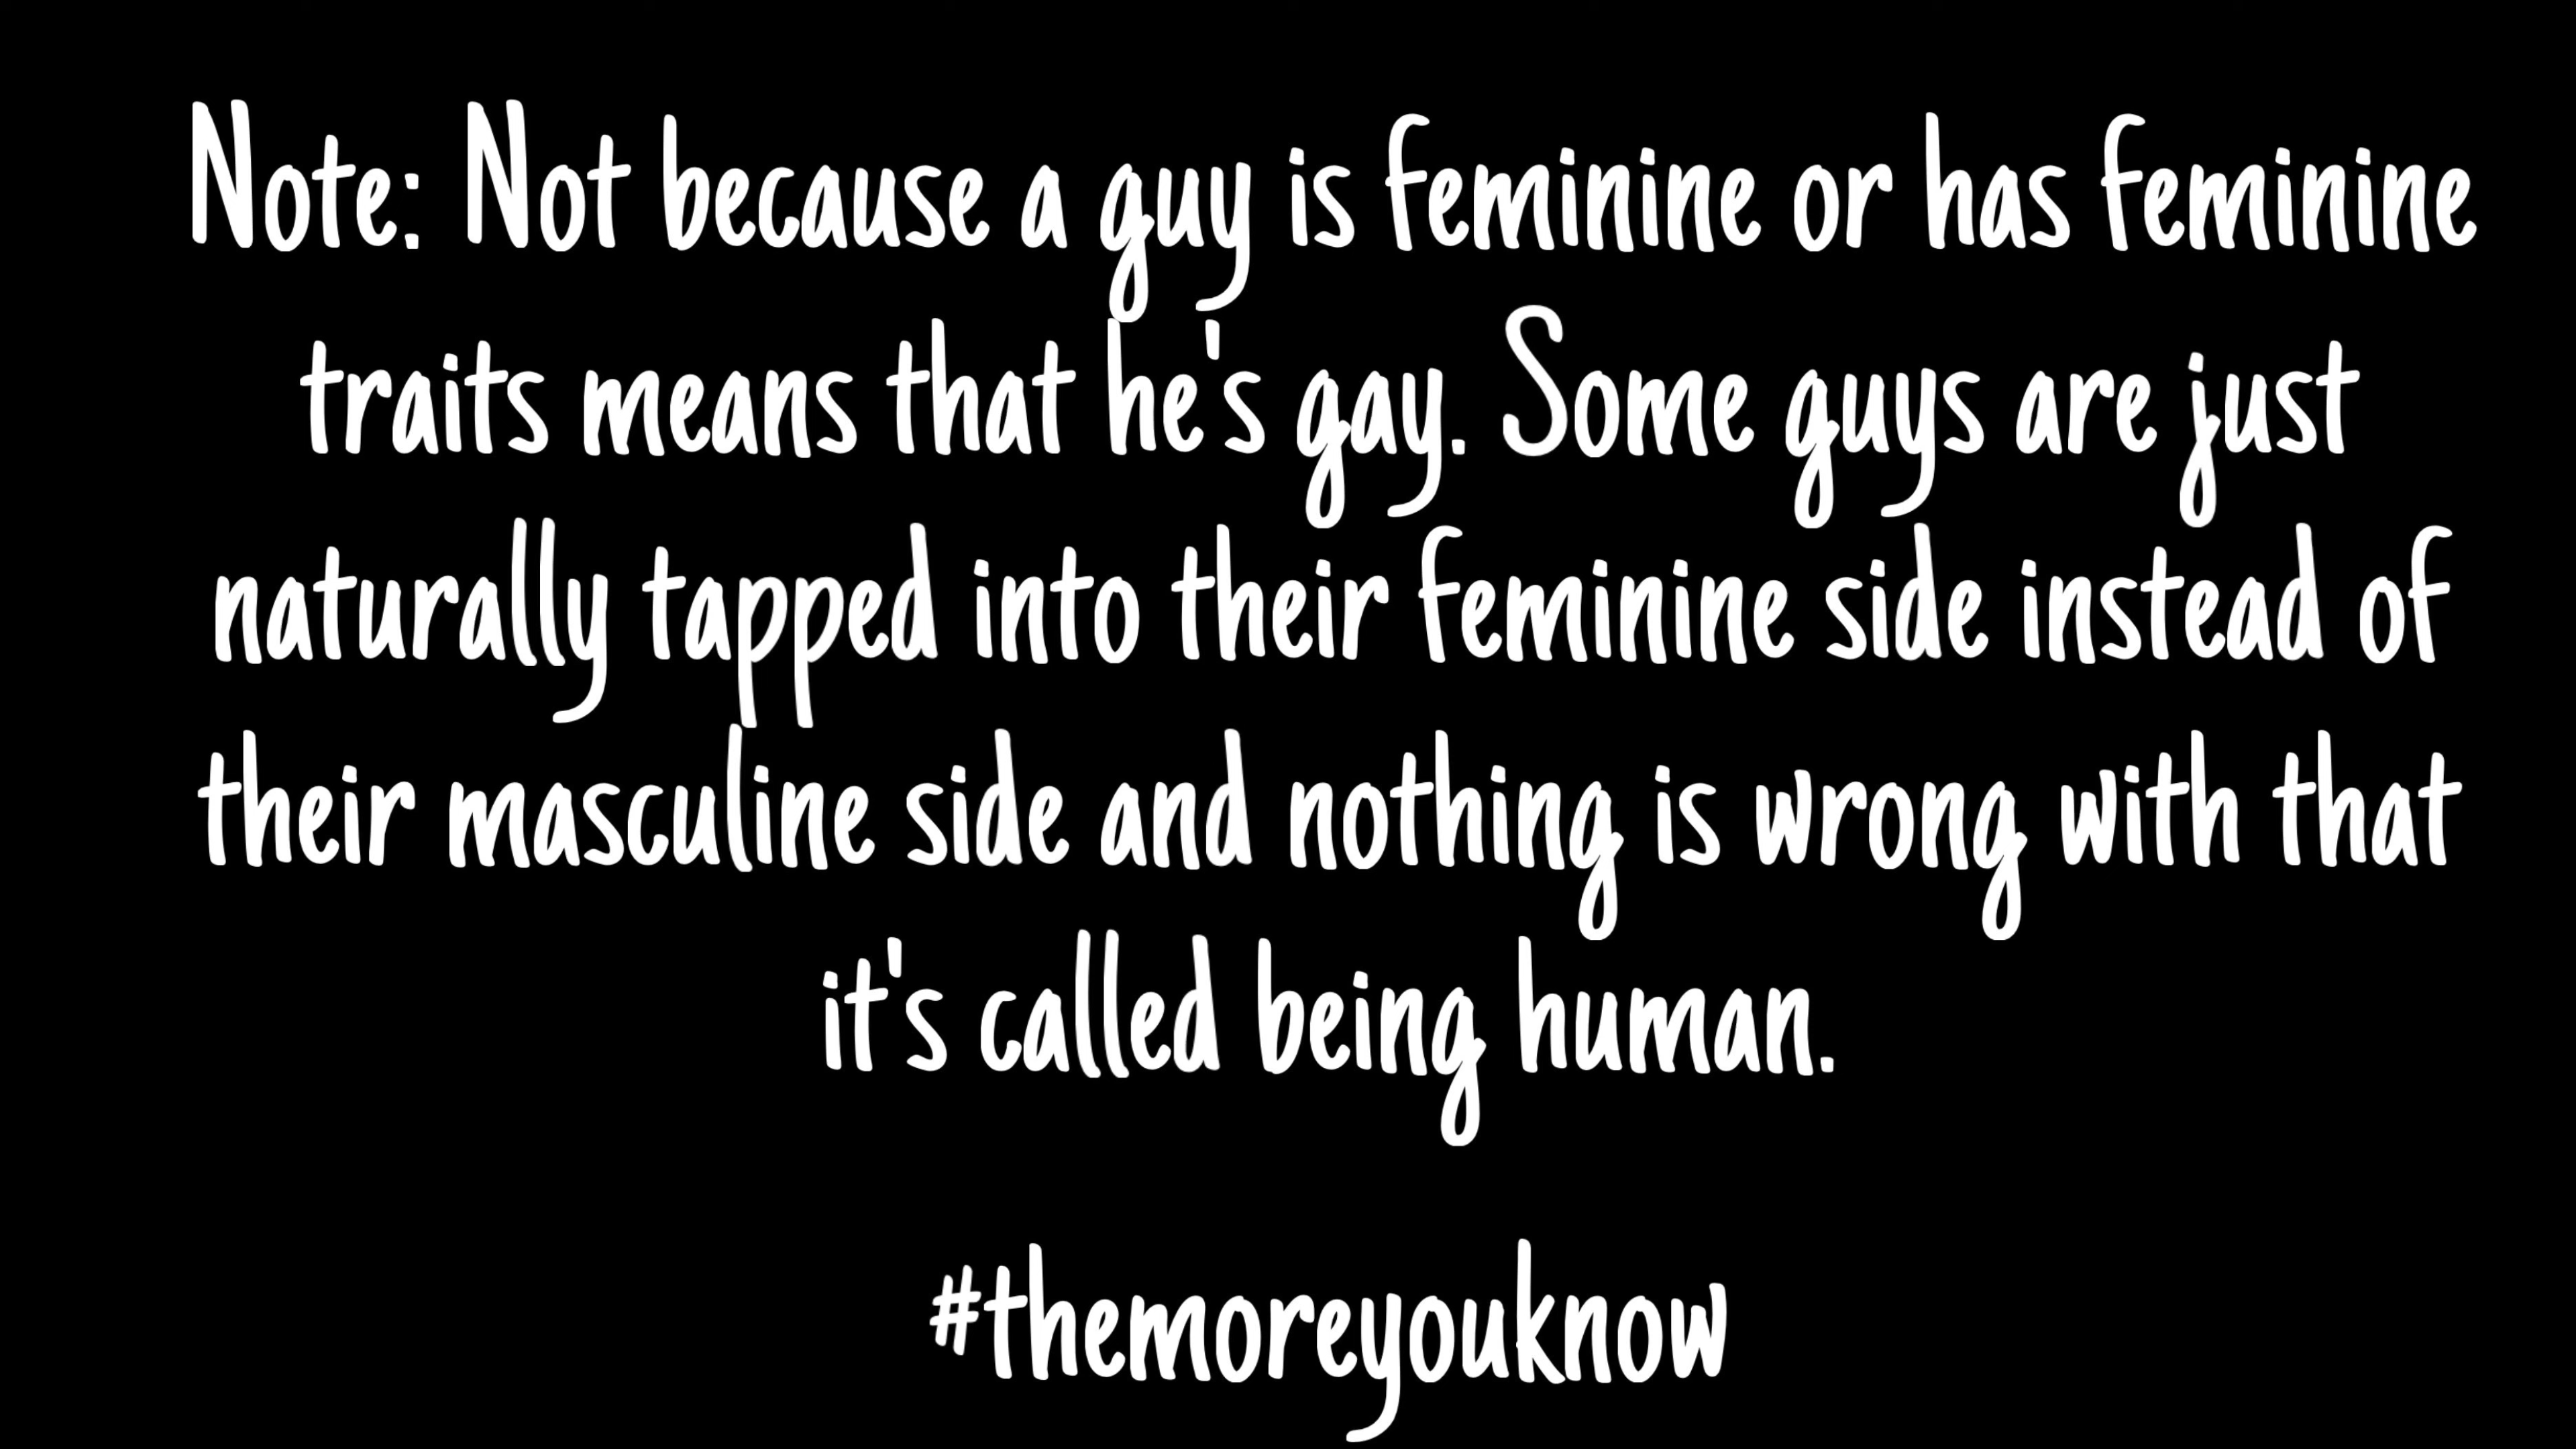 Note: Not because a guy is feminine or has feminine
traits means that he's gay. Some guys are just
naturally tapped into their feminine side instead of
their masculine side and nothing is wrong with that
it's called being human.
#themoreyouknow